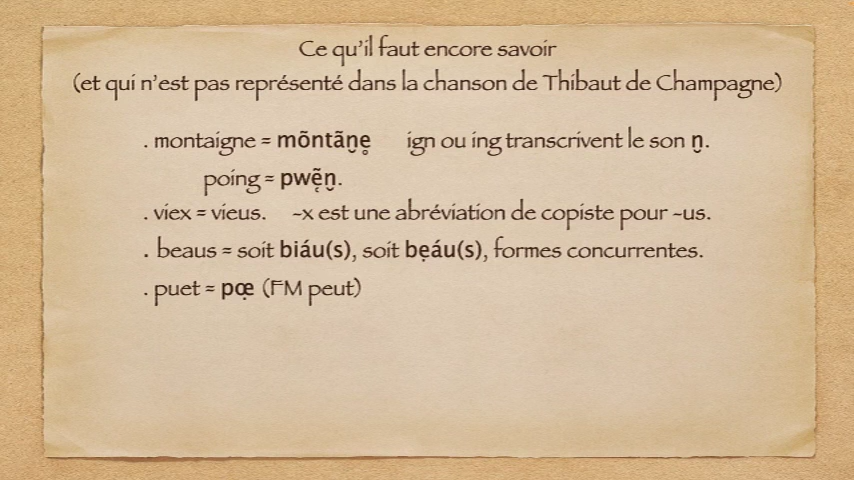 Ce qu'il faut encore savoir
(et qui n'est pas représenté dans la chanson de Thibaut de Champagne)
. montaigne = mõntãn̮e̥ ign ou ing transcrivent le son n̮.
poing = pwę̃n̮.
. viex = vieus. -x est une abréviation de copiste pour -us.
. beaus = soit biáu(s), soit bẹáu(s), formes concurrentes.
. puet = pœ̣ (FM peut)